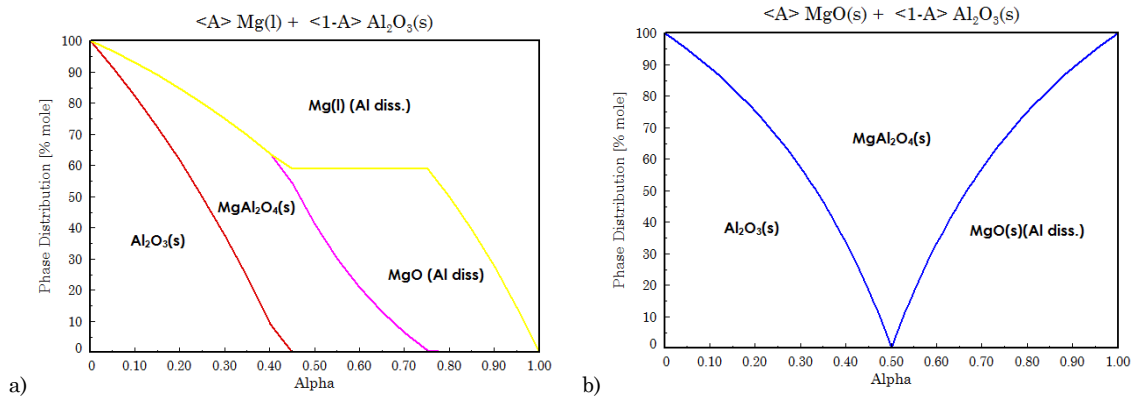 <A> Mg(l) + <1-A> Al₂O₃(s)
100
90
80
70
60
50
40
30
20
10
0
Phase Distribution [% mole]
Mg(l) (Al diss.)
MgAl₂O₄(s)
Al₂O₃(s)
MgO (Al diss)
0 0.10 0.20 0.30 0.40 0.50 0.60 0.70 0.80 0.90 1.00
Alpha
a)
<A> MgO(s) + <1-A> Al₂O₃(s)
100
90
80
70
60
50
40
30
20
10
0
Phase Distribution [% mole]
MgAl₂O₄(s)
Al₂O₃(s)
MgO(s)(Al diss.)
0 0.10 0.20 0.30 0.40 0.50 0.60 0.70 0.80 0.90 1.00
Alpha
b)